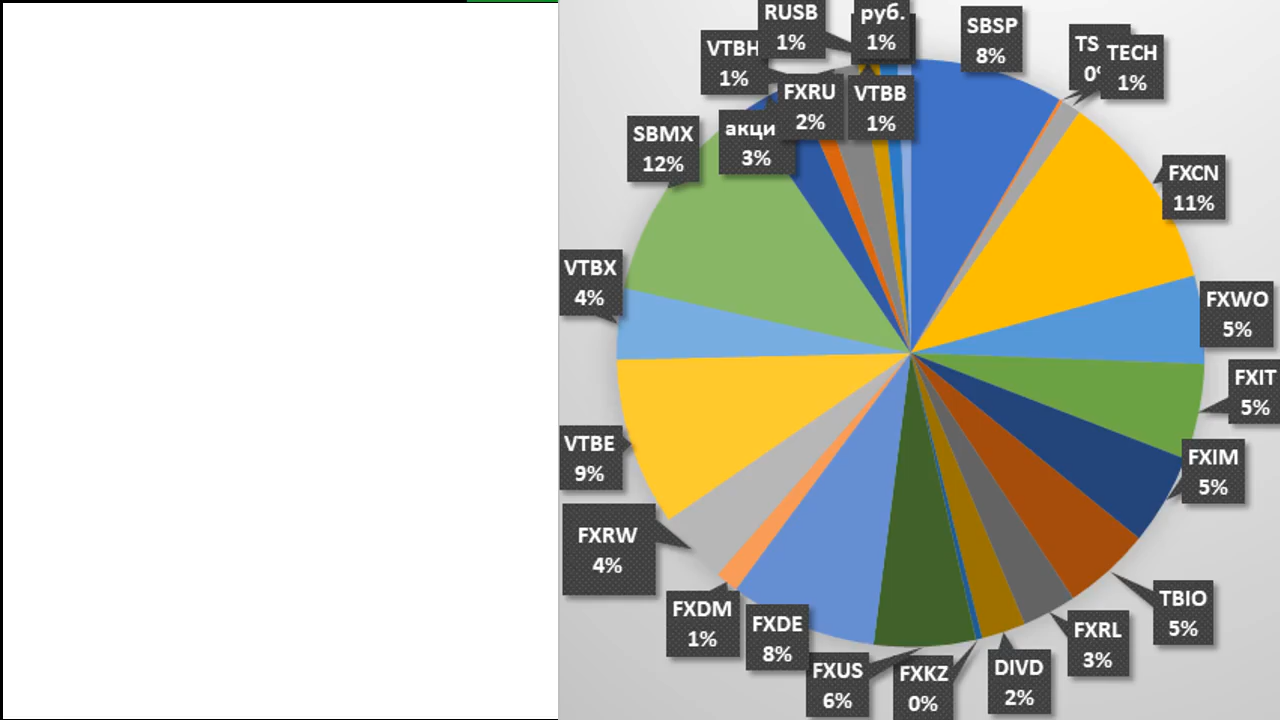 RUSB
1%
руб.
1%
SBSP
8%
VTBH
1%
TS
TECH
1%
FXRU
2%
VTBB
1%
акци
3%
SBMX
12%
FXCN
11%
VTBX
4%
FXWO
5%
FXIT
5%
VTBE
9%
FXIM
5%
FXRW
4%
TBIO
5%
FXDM
1%
FXDE
8%
FXRL
3%
FXUS
6%
FXKZ
0%
DIVD
2%